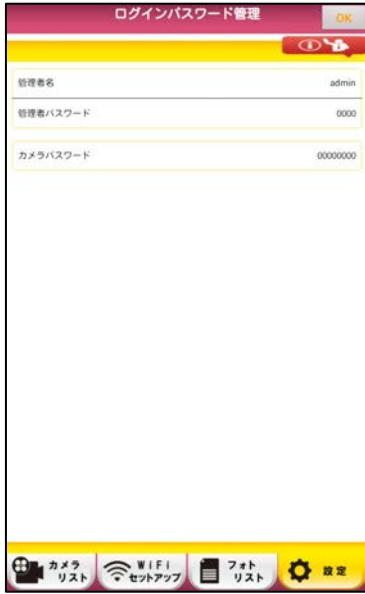 ログインパスワード管理
OK
管理者名
admin
管理者パスワード
0000
カメラパスワード
00000000
カメラ
リスト
WiFi
セットアップ
フォト
リスト
設定